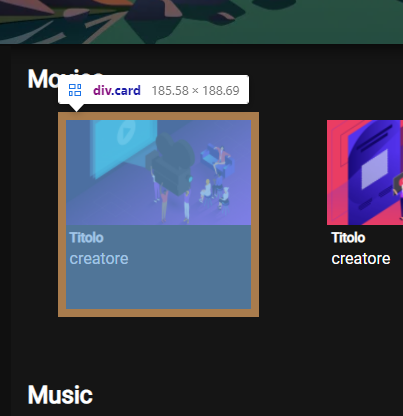 Movies
div.card 185.58 × 188.69
Titolo
creatore
Titolo
creatore
Music